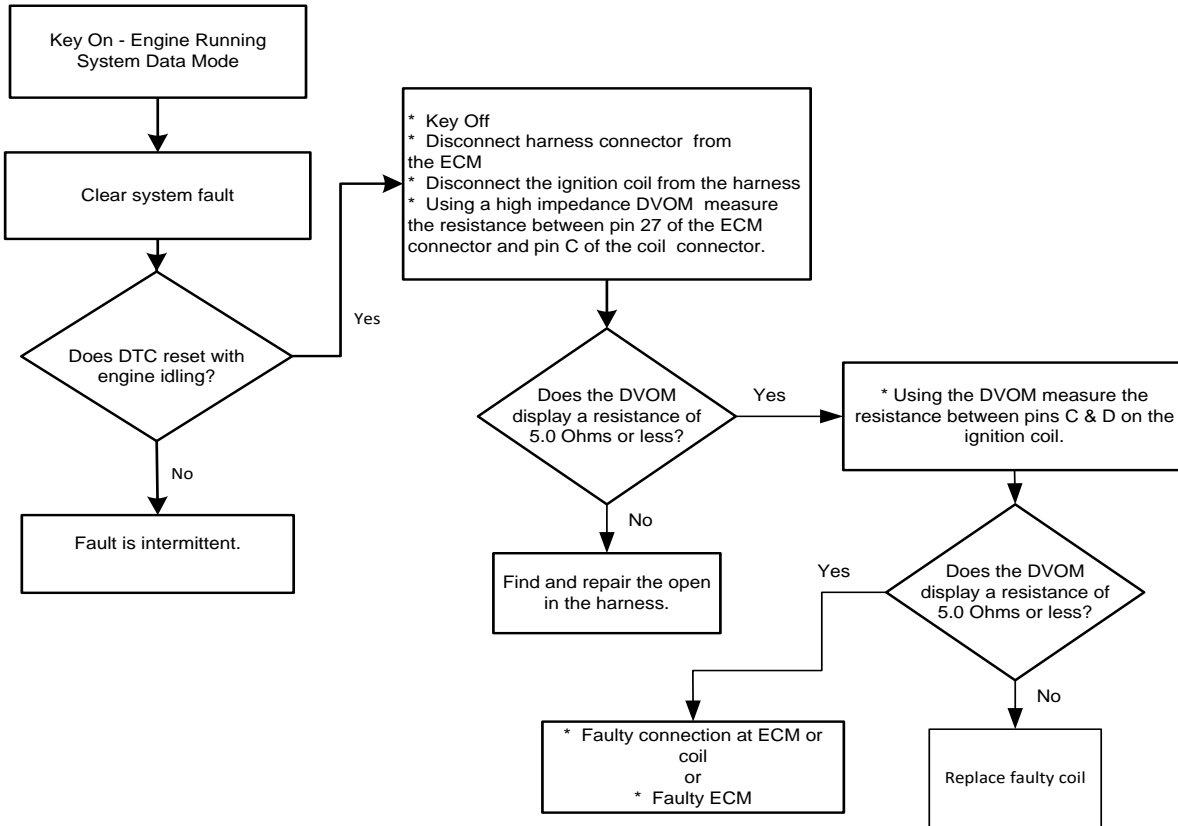 Key On - Engine Running
System Data Mode
Clear system fault
Does DTC reset with
engine idling?
Yes
No
Fault is intermittent.
* Key Off
* Disconnect harness connector from
the ECM
* Disconnect the ignition coil from the harness
* Using a high impedance DVOM measure
the resistance between pin 27 of the ECM
connector and pin C of the coil connector.
Does the DVOM
display a resistance of
5.0 Ohms or less?
Yes
No
Find and repair the open
in the harness.
* Using the DVOM measure the
resistance between pins C & D on the
ignition coil.
Does the DVOM
display a resistance of
5.0 Ohms or less?
Yes
No
* Faulty connection at ECM or
coil
or
* Faulty ECM
Replace faulty coil